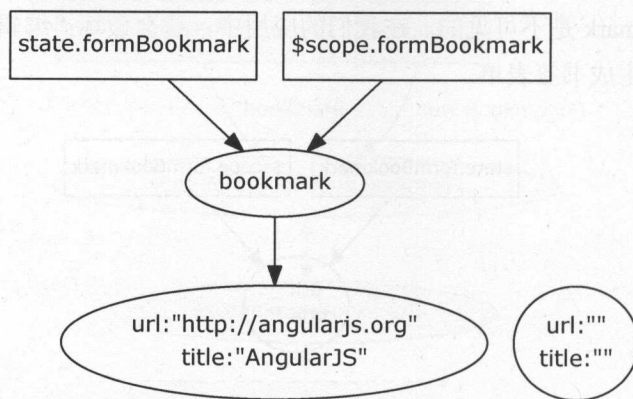 state.formBookmark
$scope.formBookmark
bookmark
url:"http://angularjs.org"
title:"AngularJS"
url:""
title:""